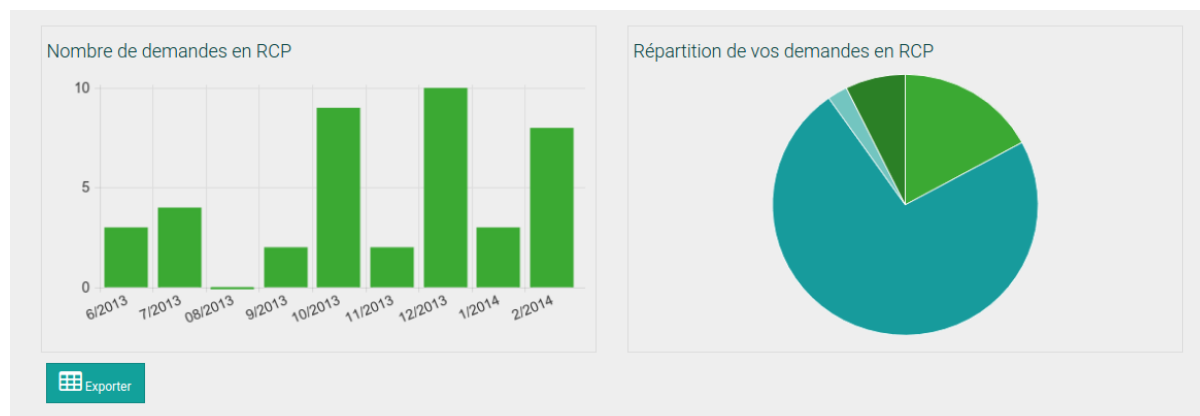 Nombre de demandes en RCP
10
5
0
6/2013 7/2013 08/2013 9/2013 10/2013 11/2013 12/2013 1/2014 2/2014
Répartition de vos demandes en RCP
Exporter